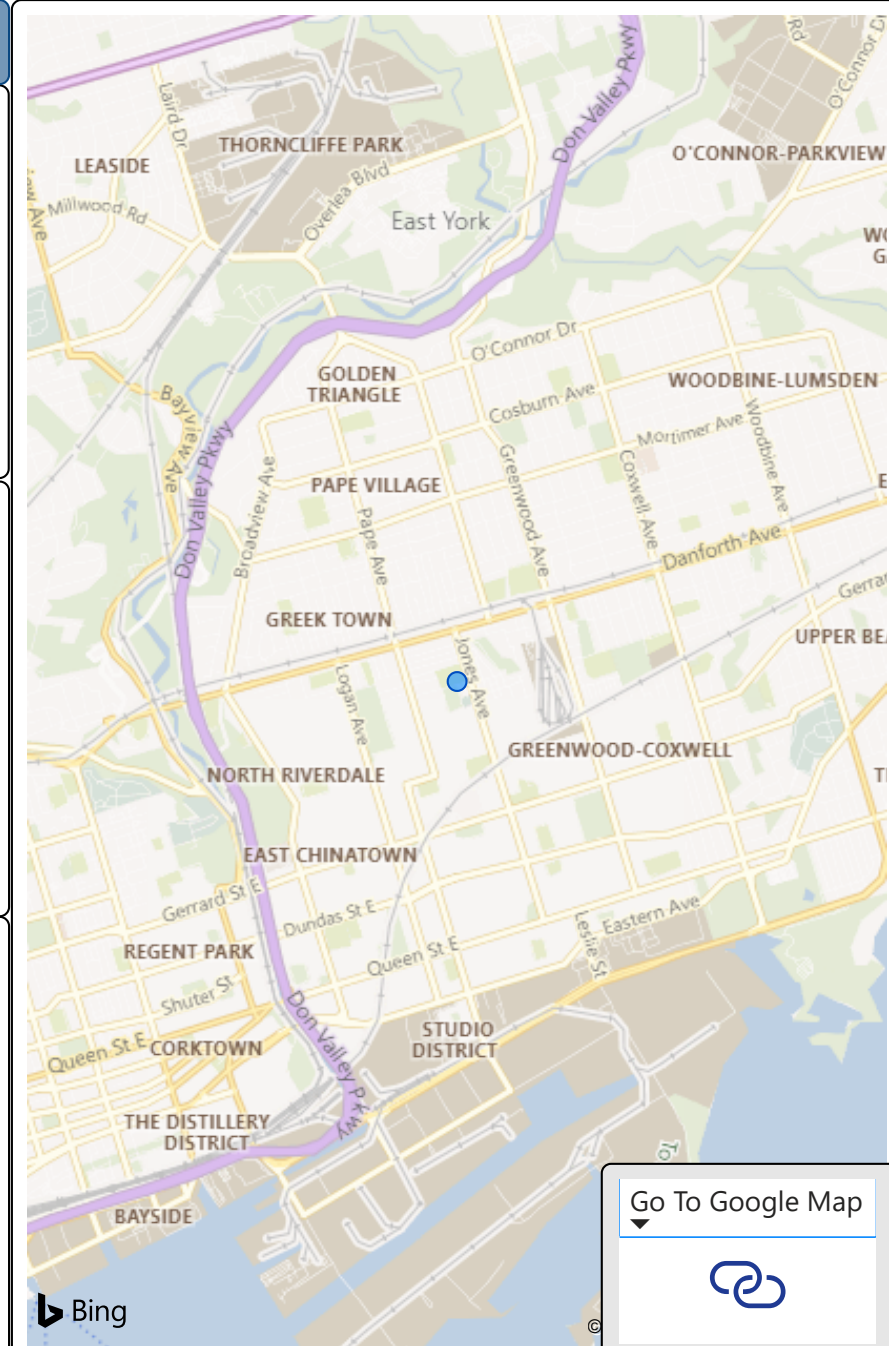 Don Valley Pkwy
Rd
O'Connor Dr
Laird Dr
THORNCLIFFE PARK
LEASIDE
O'CONNOR-PARKVIEW
Overlea Blvd
Millwood Rd
East York
O'Connor Dr
GOLDEN
TRIANGLE
WOODBINE-LUMSDEN
Bayview Ave
Cosburn Ave
Mortimer Ave
Woodbine Ave
Don Valley Pkwy
Broadview Ave
PAPE VILLAGE
Greenwood Ave
Coxwell Ave
Pape Ave
Danforth Ave
GREEK TOWN
UPPER BEA
Jones Ave
Logan Ave
GREENWOOD-COXWELL
NORTH RIVERDALE
EAST CHINATOWN
Gerrard St E
Dundas St E
Eastern Ave
Leslie St
Queen St E
REGENT PARK
Shuter St
Don Valley Pkwy
STUDIO
DISTRICT
Queen St E
CORKTOWN
THE DISTILLERY
DISTRICT
To
BAYSIDE
Go To Google Map
Bing
©